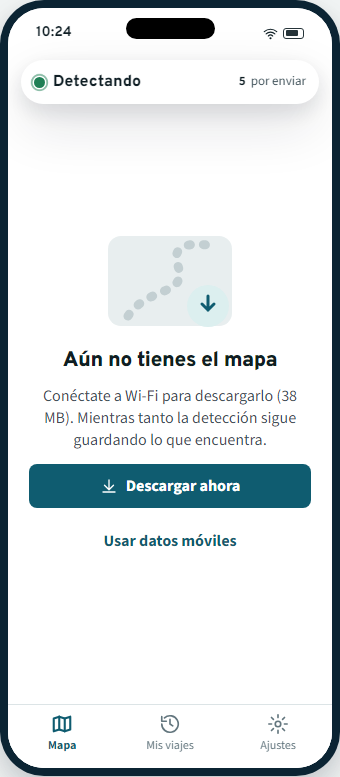 10:24
Detectando
5 por enviar
Aún no tienes el mapa
Conéctate a Wi-Fi para descargarlo (38
MB). Mientras tanto la detección sigue
guardando lo que encuentra.
Descargar ahora
Usar datos móviles
Mapa
Mis viajes
Ajustes